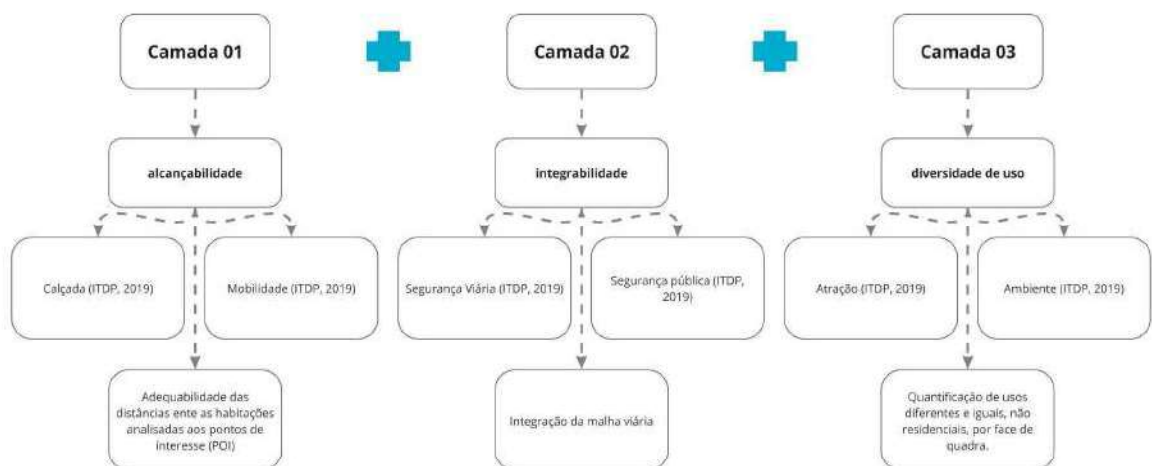 Camada 01
Camada 02
Camada 03
alcançabilidade
integrabilidade
diversidade de uso
Calçada (ITDP, 2019)
Mobilidade (ITDP, 2019)
Segurança Viária (ITDP, 2019)
Segurança pública (ITDP,
2019)
Atração (ITDP, 2019)
Ambiente (ITDP, 2019)
Adequabilidade das
distâncias ente as habitações
analisadas aos pontos de
interesse (POI)
Integração da malha viária
Quantificação de usos
diferentes e iguais, não
residenciais, por face de
quadra.